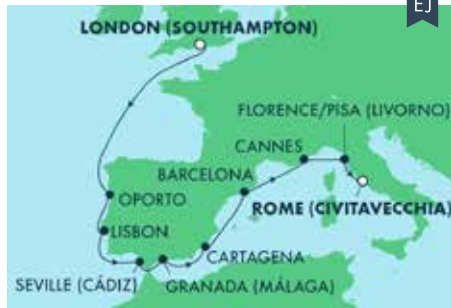 EJ
LONDON (SOUTHAMPTON)
FLORENCE/PISA (LIVORNO)
CANNES
BARCELONA
OPORTO
ROME (CIVITAVECCHIA)
LISBON
CARTAGENA
SEVILLE (CÁDIZ)
GRANADA (MÁLAGA)